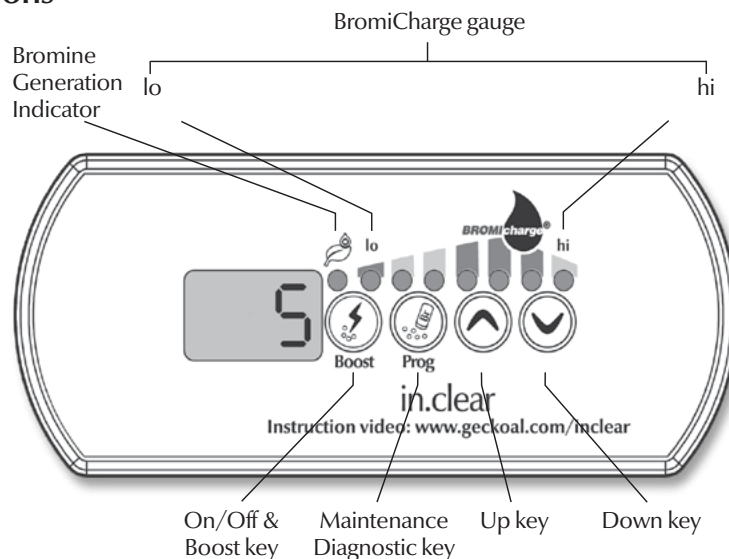 BromiCharge gauge
Bromine
Generation
Indicator
lo
hi
BROMIcharge®
lo
hi
5
Br
Boost
Prog
in.clear
Instruction video: www.geckoal.com/inclear
On/Off &
Boost key
Maintenance
Diagnostic key
Up key
Down key